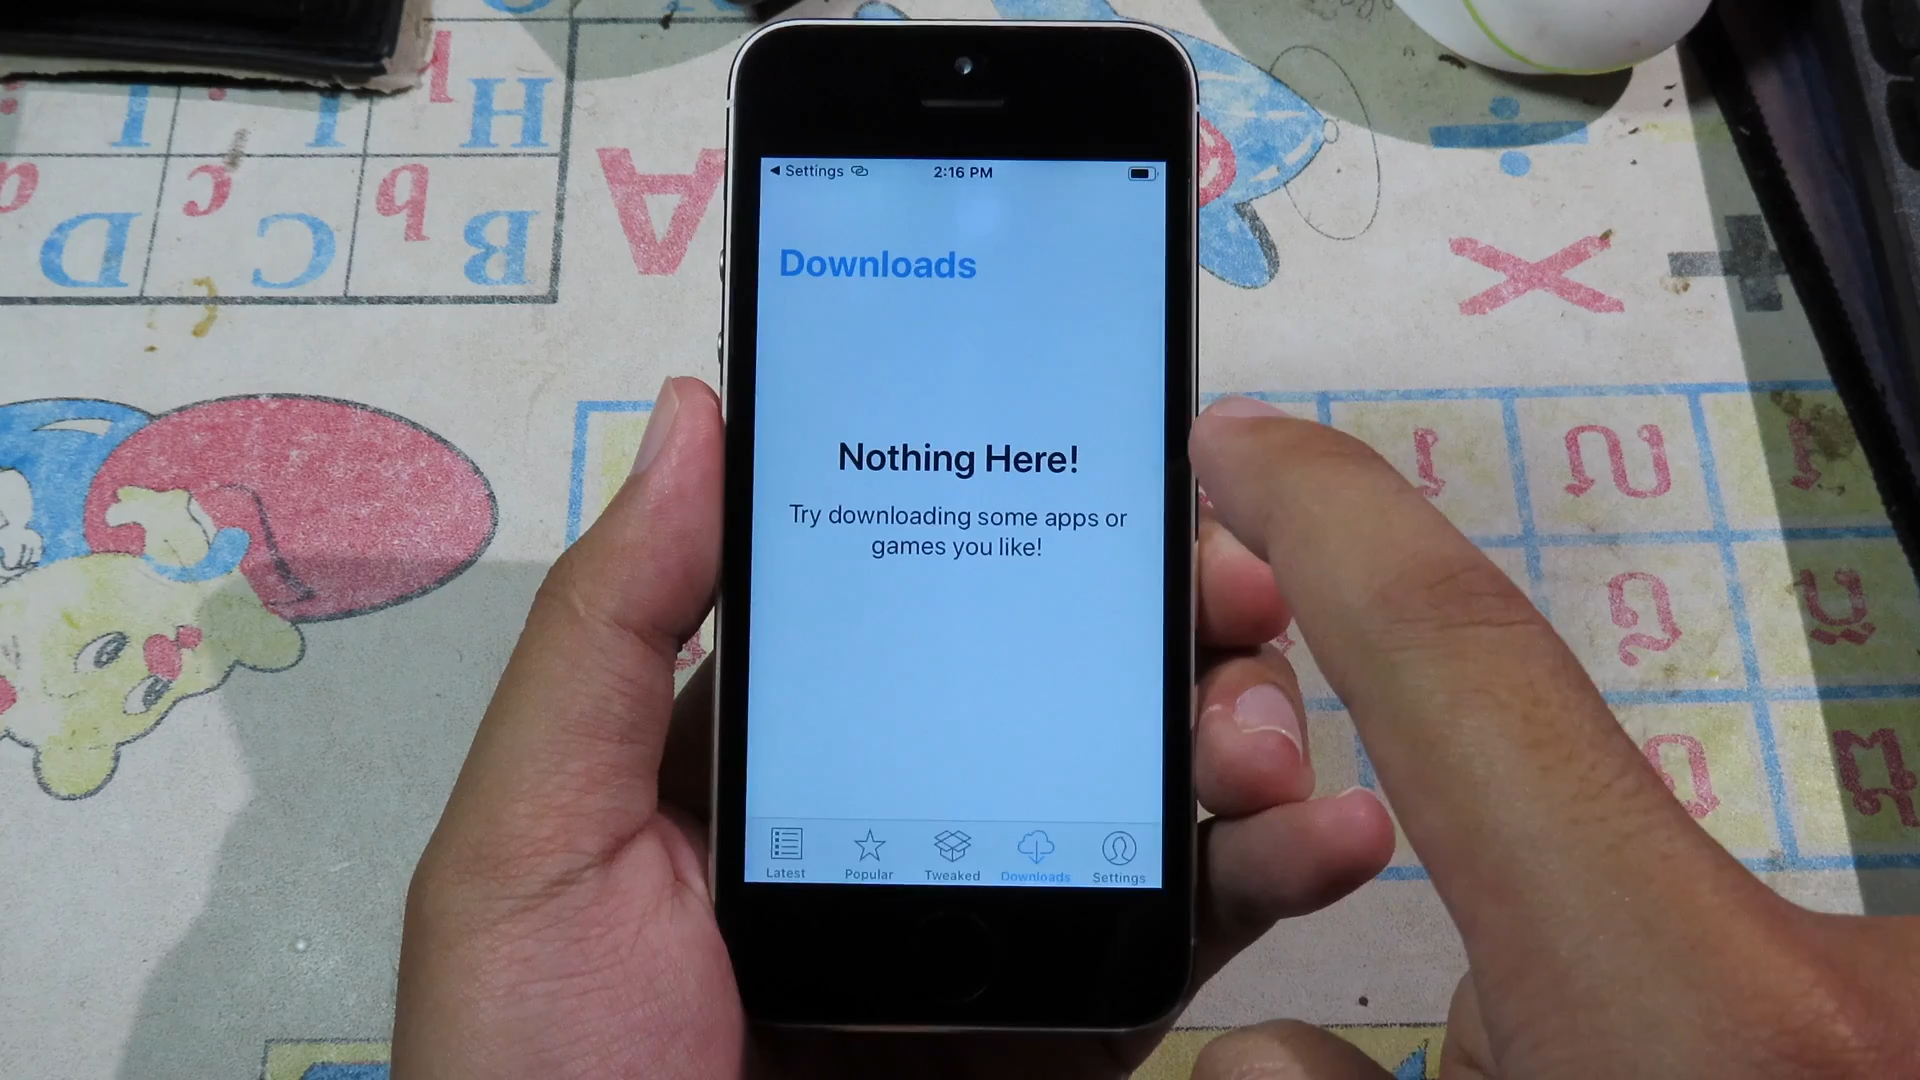 ◀ Settings
2:16 PM
Downloads
Nothing Here!
Try downloading some apps or
games you like!
Latest
Popular
Tweaked
Downloads
Settings
A
H
I
B
b
C
c
D